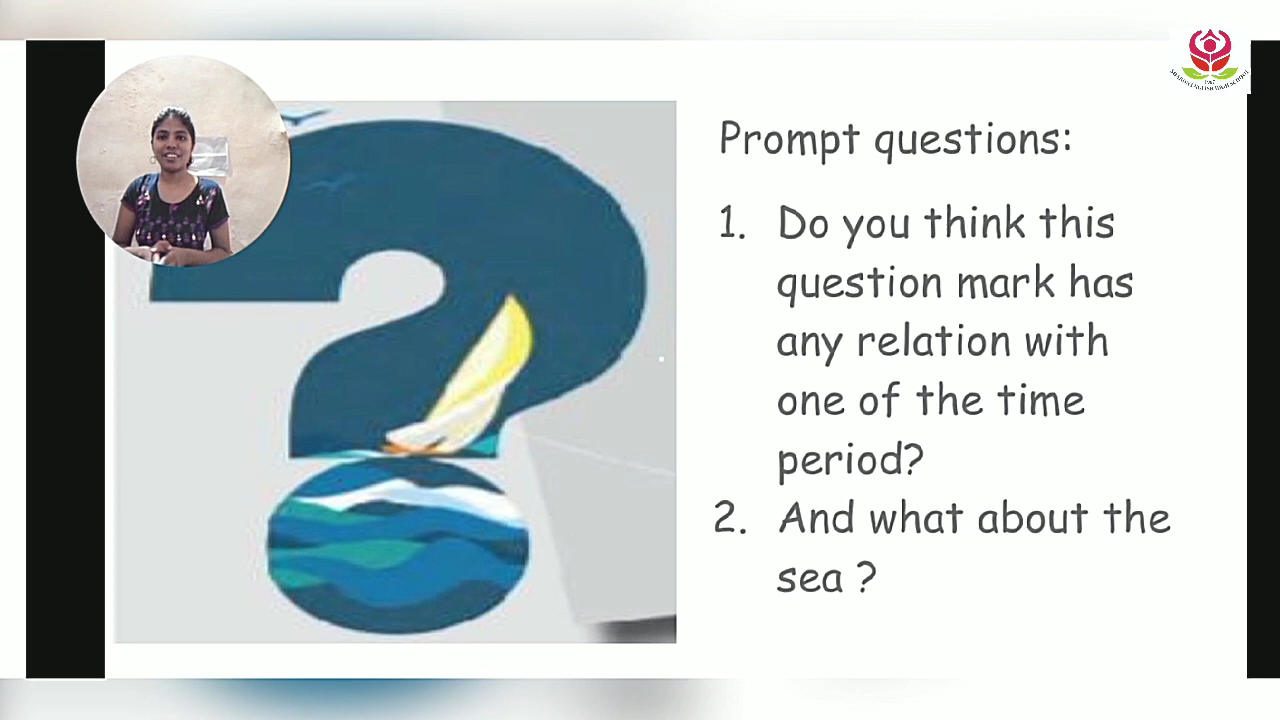 Prompt questions:
1. Do you think this
question mark has
any relation with
one of the time
period?
2. And what about the
sea ?